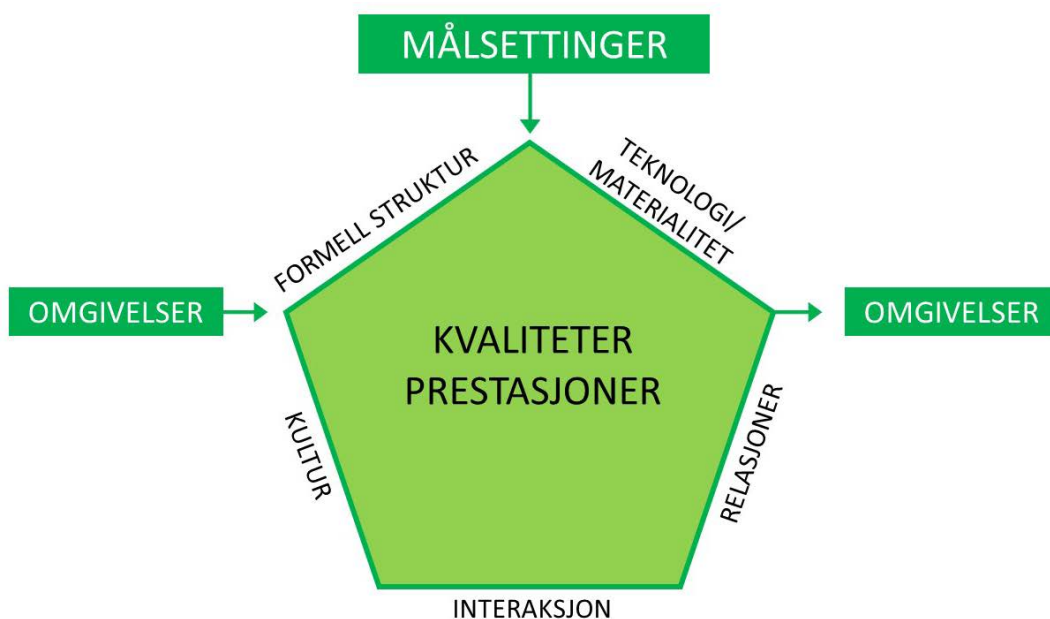 MÅLSETTINGER
FORMELL STRUKTUR
TEKNOLOGI/
MATERIALITET
OMGIVELSER
OMGIVELSER
KVALITETER
PRESTASJONER
KULTUR
RELASJONER
INTERAKSJON